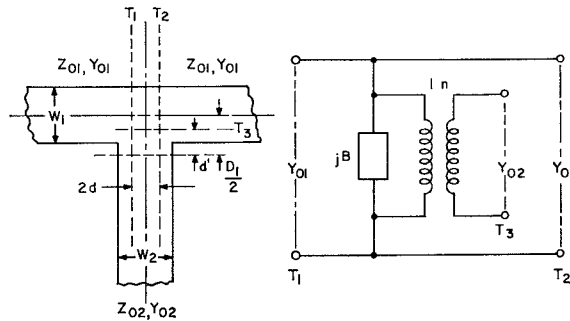 T₁ T₂
Z₀₁, Y₀₁ Z₀₁, Y₀₁
W₁
T₃
2d
d'
D₁/2
W₂
Z₀₂, Y₀₂
I n
Y₀₁
jB
Y₀₂
Y₀
T₃
T₁ T₂